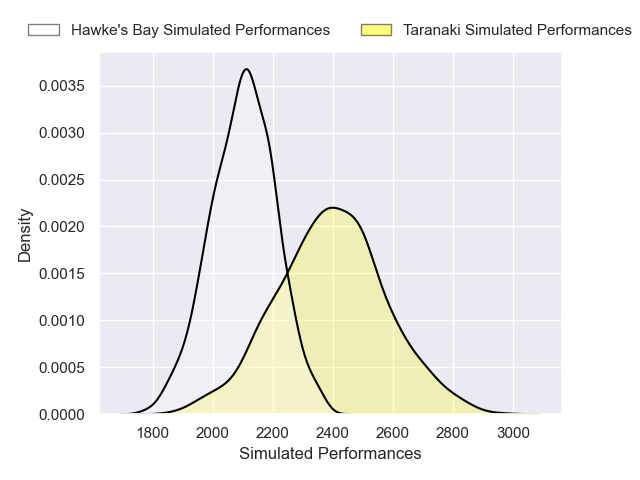 Hawke's Bay Simulated Performances
Taranaki Simulated Performances
Density
0.0035
0.0030
0.0025
0.0020
0.0015
0.0010
0.0005
0.0000
1800 2000 2200 2400 2600 2800 3000
Simulated Performances